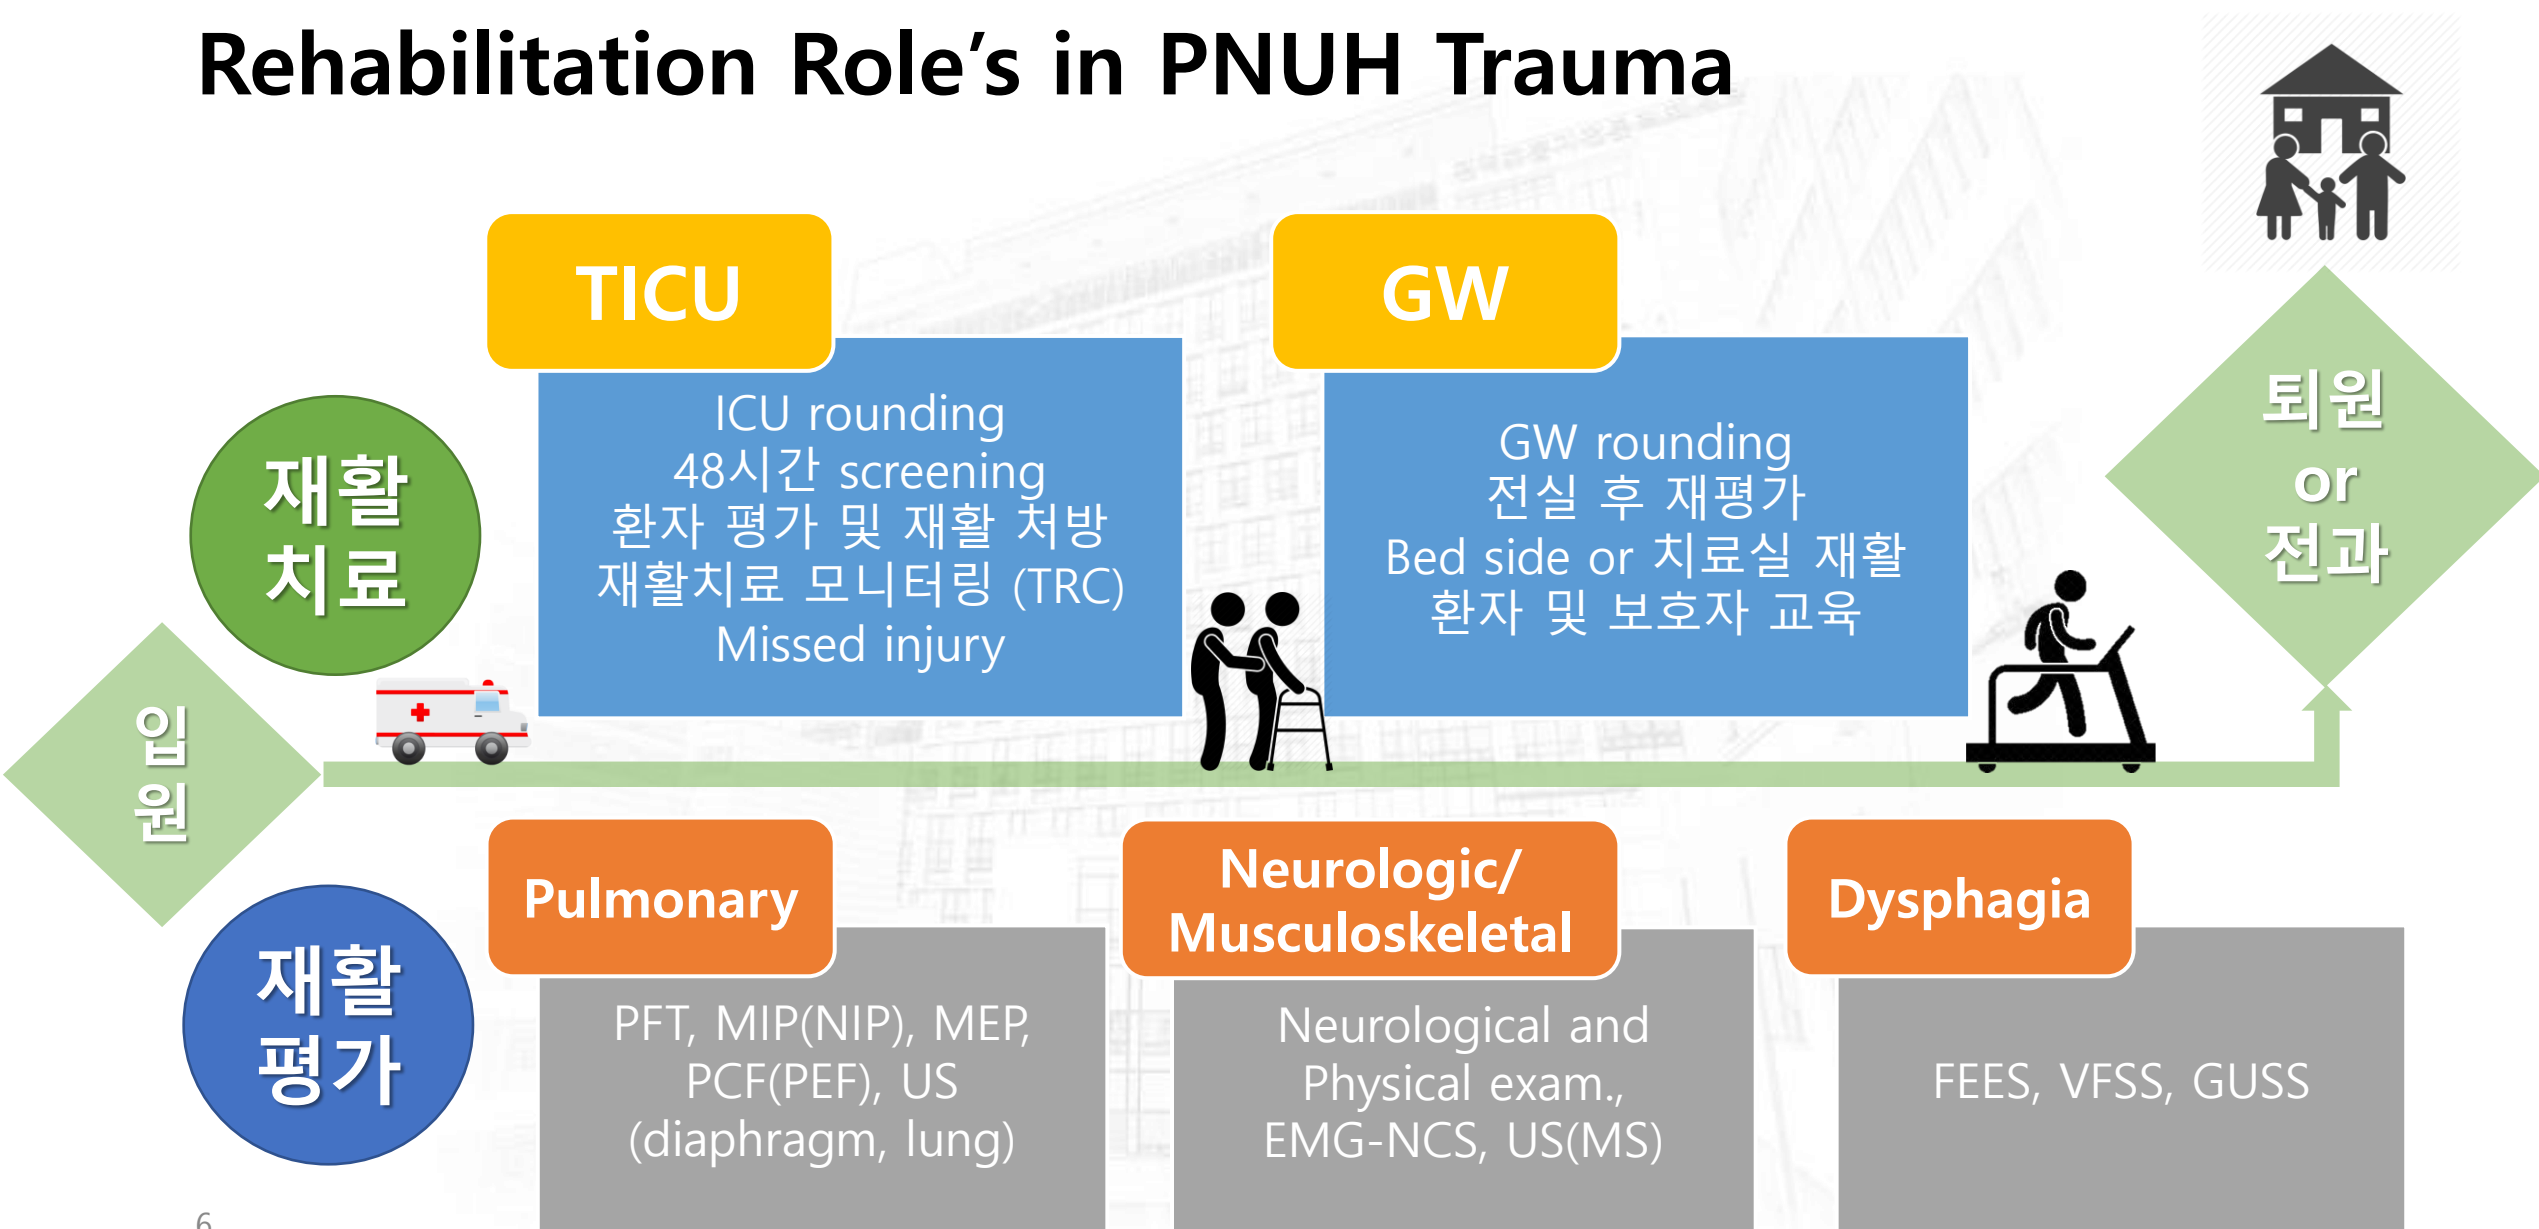 Rehabilitation Role’s in PNUH Trauma
TICU
ICU rounding
48시간 screening
환자 평가 및 재활 처방
재활치료 모니터링 (TRC)
Missed injury
GW
GW rounding
전실 후 재평가
Bed side or 치료실 재활
환자 및 보호자 교육
퇴원
or
전과
재활
치료
입
원
재활
평가
Pulmonary
PFT, MIP(NIP), MEP,
PCF(PEF), US
(diaphragm, lung)
Neurologic/
Musculoskeletal
Neurological and
Physical exam.,
EMG-NCS, US(MS)
Dysphagia
FEES, VFSS, GUSS
6